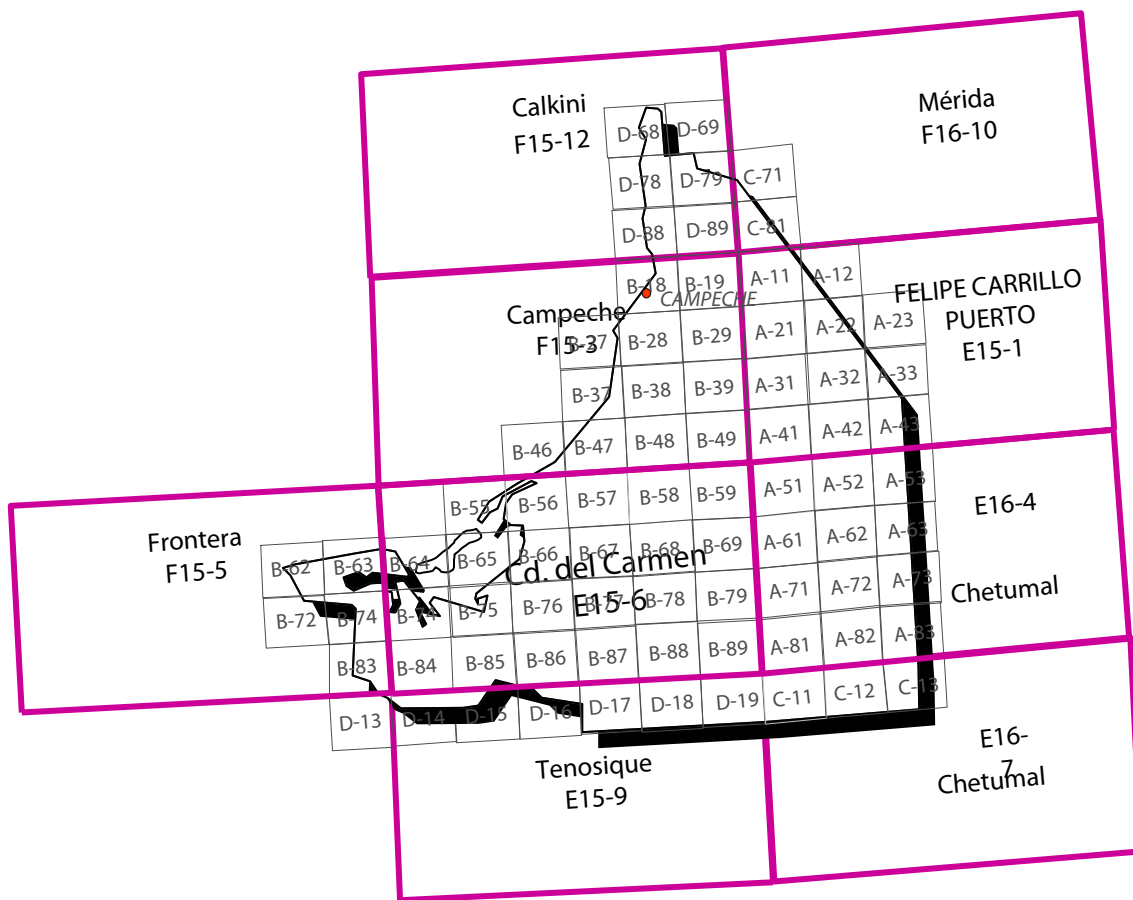 Calkini
F15-12
Mérida
F16-10
D-68 D-69
D-78 D-79 C-71
D-88 D-89 C-81
B-18 B-19 A-11 A-12
CAMPECHE
FELIPE CARRILLO
PUERTO
E15-1
Campeche
F15-3
B-27 B-28 B-29 A-21 A-22 A-23
B-37 B-38 B-39 A-31 A-32 A-33
B-46 B-47 B-48 B-49 A-41 A-42 A-43
B-55 B-56 B-57 B-58 B-59 A-51 A-52 A-53
E16-4
Chetumal
Frontera
F15-5
B-62 B-63 B-64 B-65 B-66 B-67 B-68 B-69 A-61 A-62 A-63
Cd. del Carmen
E15-6
B-72 B-74 B-74 B-75 B-76 B-77 B-78 B-79 A-71 A-72 A-73
B-83 B-84 B-85 B-86 B-87 B-88 B-89 A-81 A-82 A-83
D-13 D-14 D-15 D-16 D-17 D-18 D-19 C-11 C-12 C-13
Tenosique
E15-9
E16-
7
Chetumal